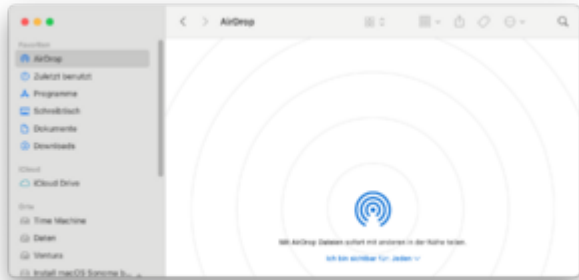 AirDrop
Favoriten
AirDrop
Zuletzt benutzt
Programme
Schreibtisch
Dokumente
Downloads
iCloud
iCloud Drive
Orte
Time Machine
Daten
Ventura
Install macOS Sonoma b...
Mit AirDrop Dateien sofort mit anderen in der Nähe teilen.
Ich bin sichtbar für: Jeden